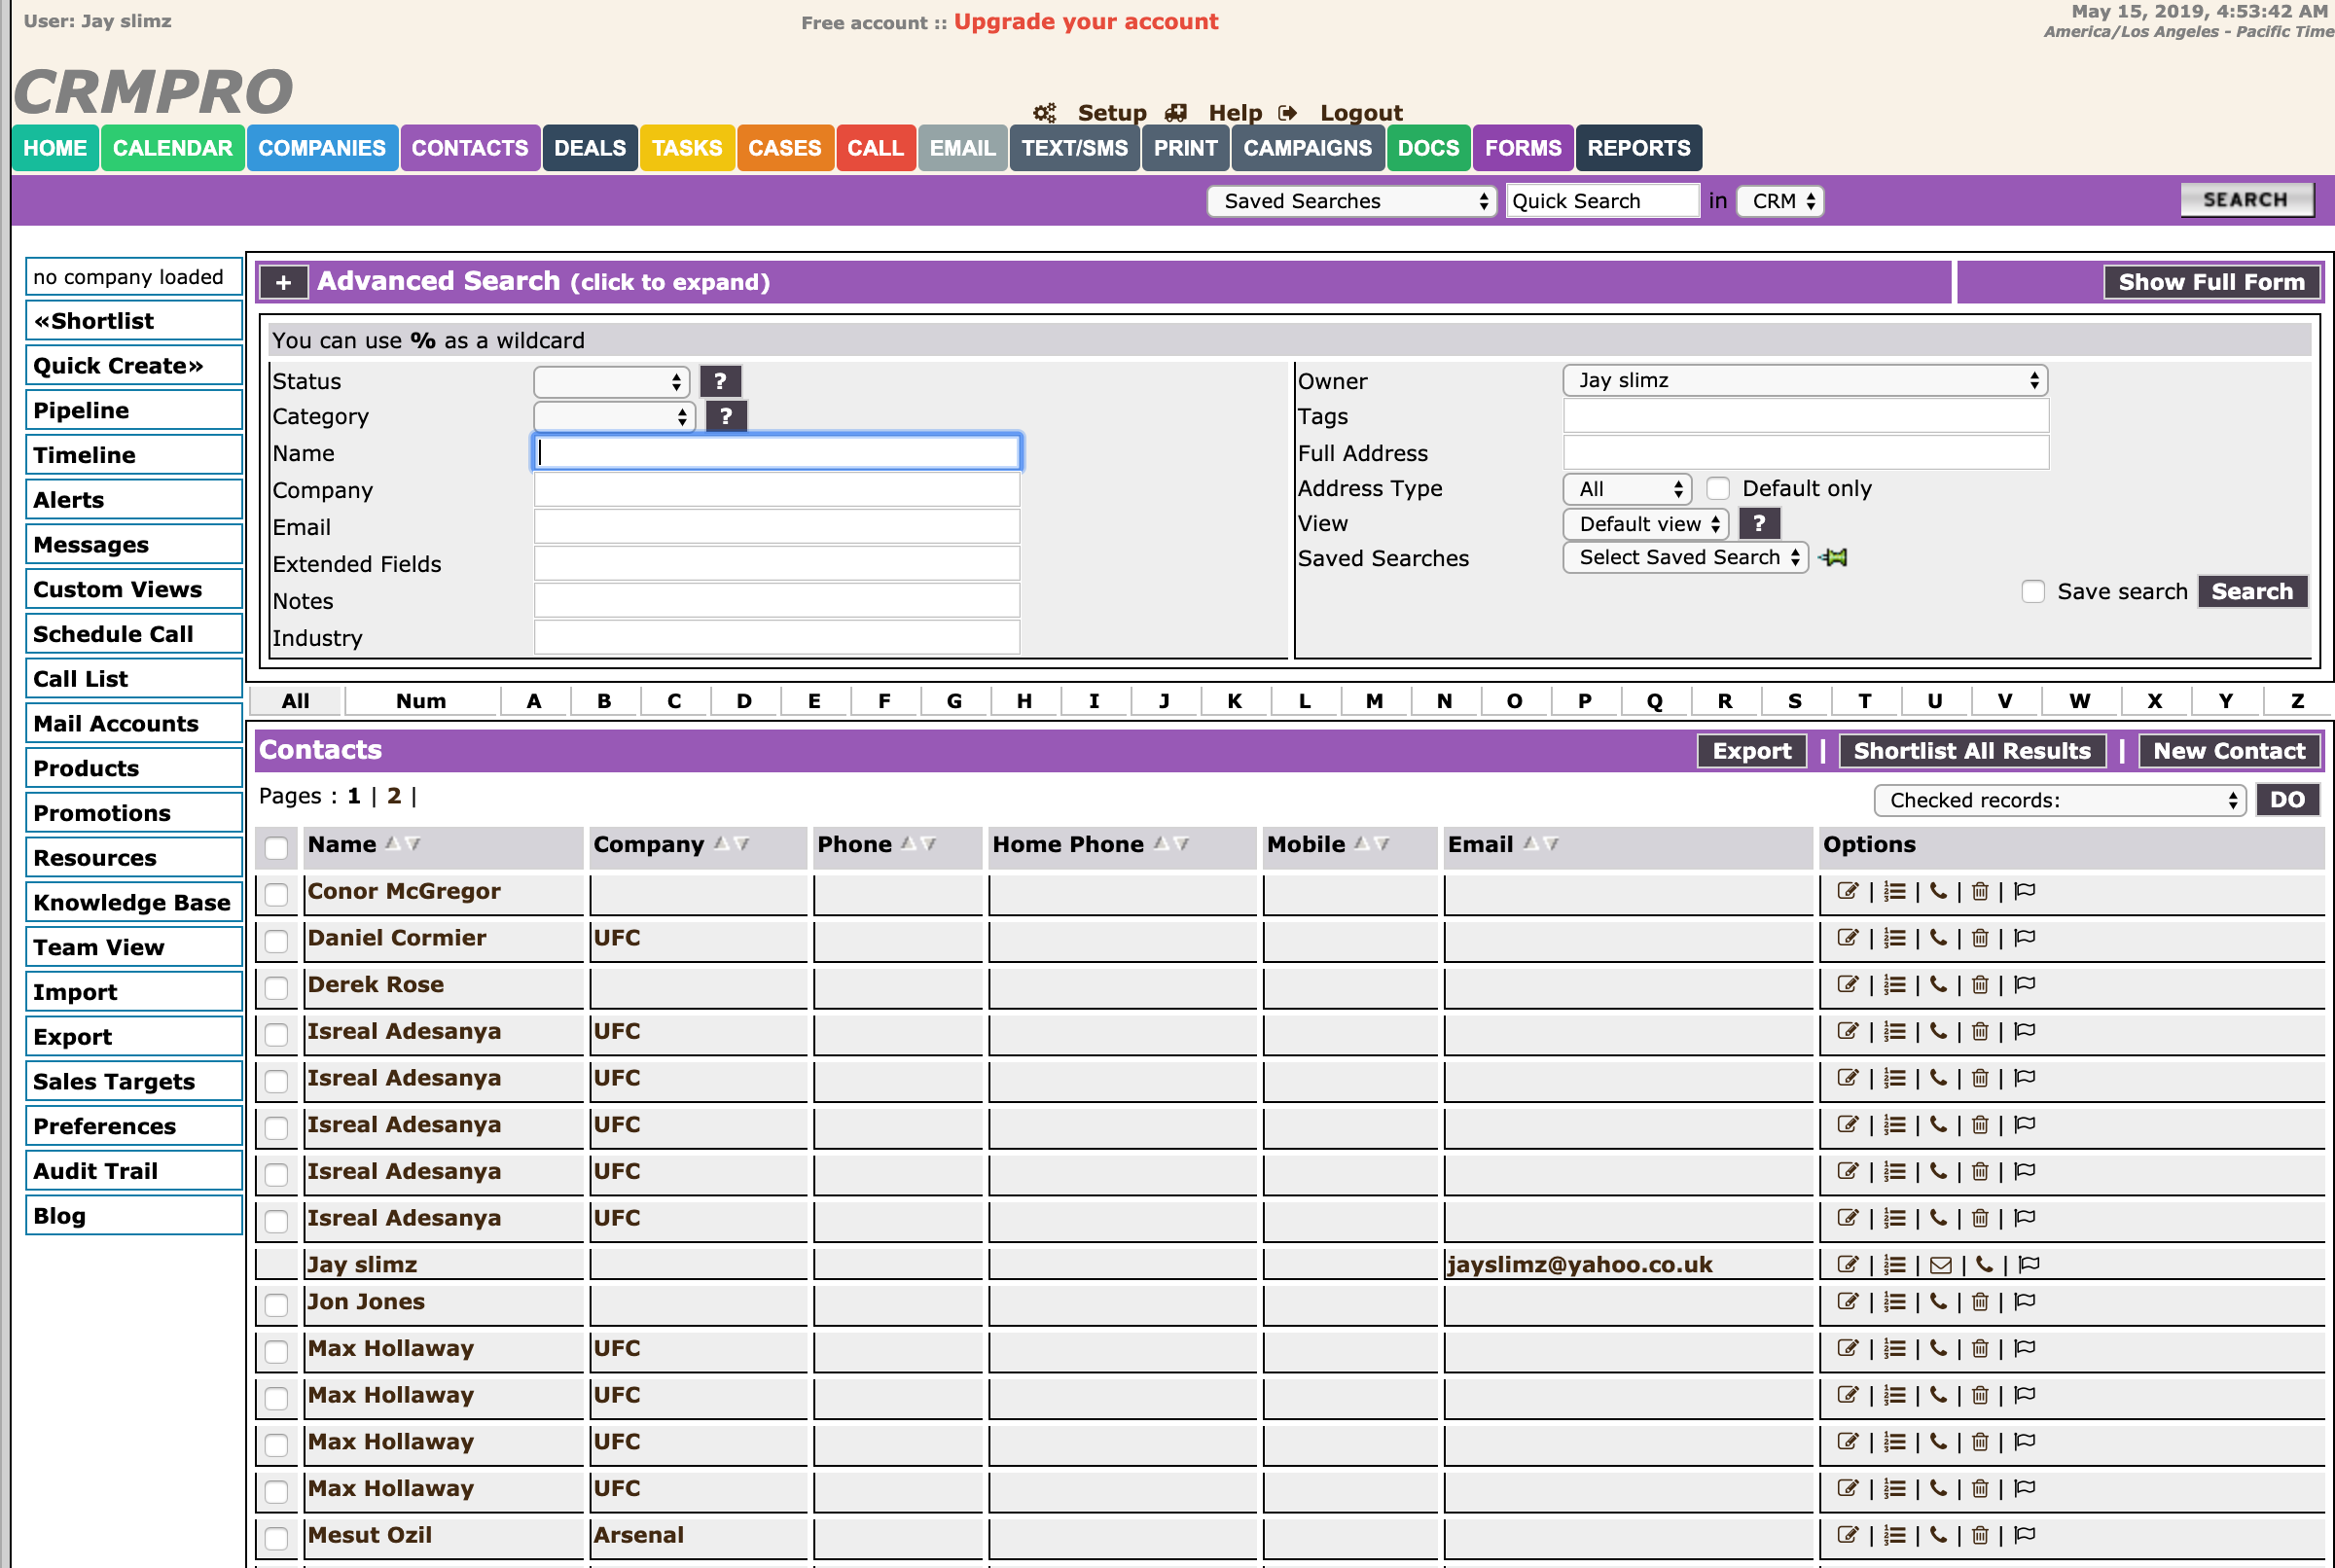 User: Jay slimz
Free account :: Upgrade your account
May 15, 2019, 4:53:42 AM
America/Los Angeles - Pacific Time
CRMPRO
Setup Help Logout
HOME CALENDAR COMPANIES CONTACTS DEALS TASKS CASES CALL EMAIL TEXT/SMS PRINT CAMPAIGNS DOCS FORMS REPORTS
Saved Searches Quick Search in CRM SEARCH
no company loaded
«Shortlist
Quick Create»
Pipeline
Timeline
Alerts
Messages
Custom Views
Schedule Call
Call List
Mail Accounts
Products
Promotions
Resources
Knowledge Base
Team View
Import
Export
Sales Targets
Preferences
Audit Trail
Blog
+ Advanced Search (click to expand) Show Full Form
You can use % as a wildcard
Status ?
Category ?
Name
Company
Email
Extended Fields
Notes
Industry
Owner Jay slimz
Tags
Full Address
Address Type All Default only
View Default view ?
Saved Searches Select Saved Search
Save search Search
All Num A B C D E F G H I J K L M N O P Q R S T U V W X Y Z
Contacts Export | Shortlist All Results | New Contact
Pages : 1 | 2 |
Checked records: DO
Name Company Phone Home Phone Mobile Email Options
Conor McGregor | | | |
Daniel Cormier UFC | | | |
Derek Rose | | | |
Isreal Adesanya UFC | | | |
Isreal Adesanya UFC | | | |
Isreal Adesanya UFC | | | |
Isreal Adesanya UFC | | | |
Isreal Adesanya UFC | | | |
Jay slimz jayslimz@yahoo.co.uk | | | |
Jon Jones | | | |
Max Hollaway UFC | | | |
Max Hollaway UFC | | | |
Max Hollaway UFC | | | |
Max Hollaway UFC | | | |
Mesut Ozil Arsenal | | | |